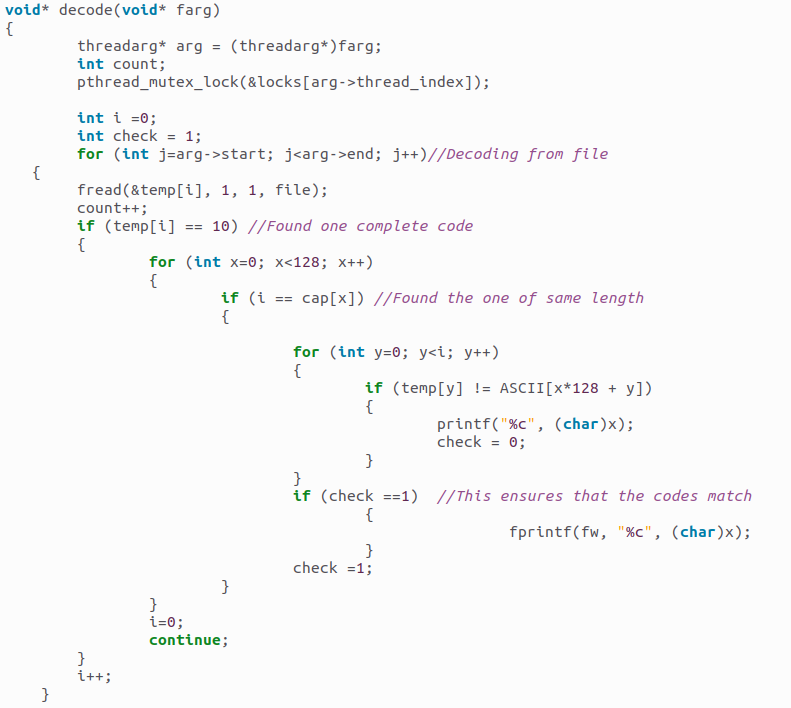 void* decode(void* farg)
{
        threadarg* arg = (threadarg*)farg;
        int count;
        pthread_mutex_lock(&locks[arg->thread_index]);

        int i =0;
        int check = 1;
        for (int j=arg->start; j<arg->end; j++)//Decoding from file
   {
        fread(&temp[i], 1, 1, file);
        count++;
        if (temp[i] == 10) //Found one complete code
        {
                for (int x=0; x<128; x++)
                {
                        if (i == cap[x]) //Found the one of same length
                        {

                                for (int y=0; y<i; y++)
                                {
                                        if (temp[y] != ASCII[x*128 + y])
                                        {
                                                printf("%c", (char)x);
                                                check = 0;
                                        }
                                }
                                if (check ==1)  //This ensures that the codes match
                                        {
                                                        fprintf(fw, "%c", (char)x);
                                        }
                                check =1;
                        }
                }
                i=0;
                continue;
        }
        i++;
    }